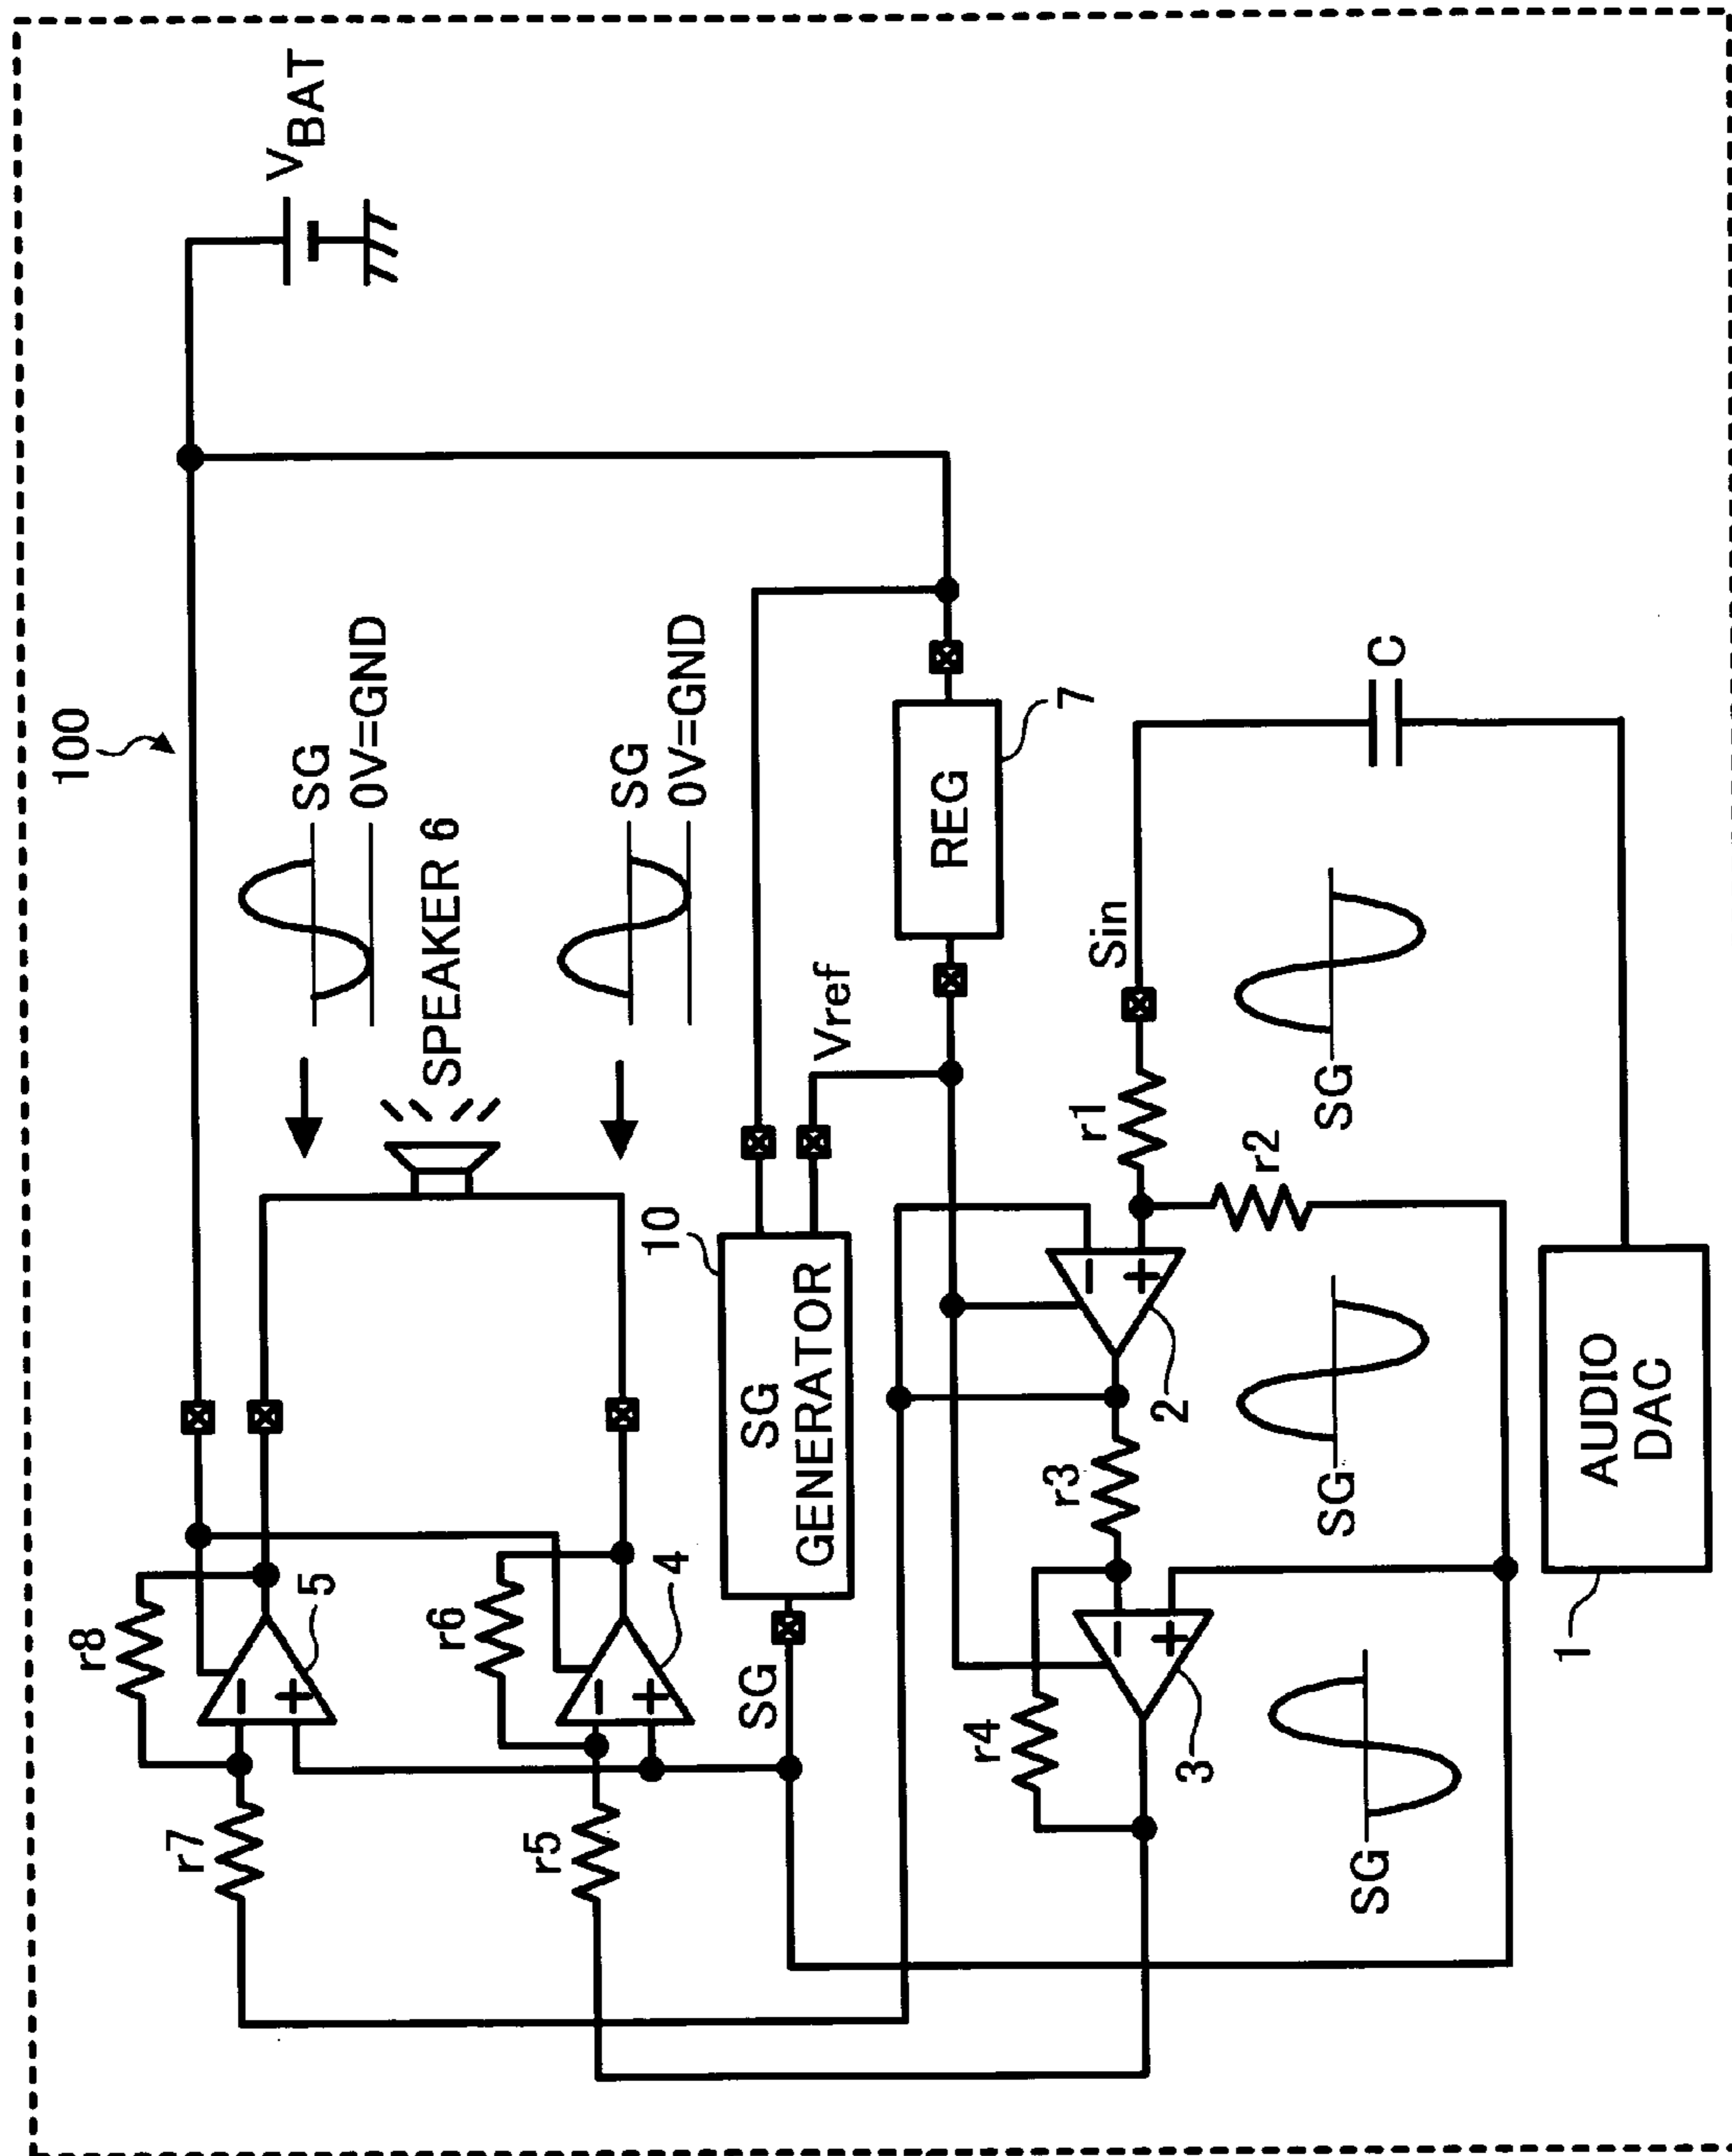 100
VBAT
SG
0V=GND
SPEAKER 6
SG
0V=GND
r8
5
r7
r6
4
r5
10
SG
GENERATOR
SG
Vref
REG
7
Sin
C
r1
r2
SG
2
r3
SG
r4
3
SG
AUDIO
DAC
1
−
+
−
+
−
+
−
+